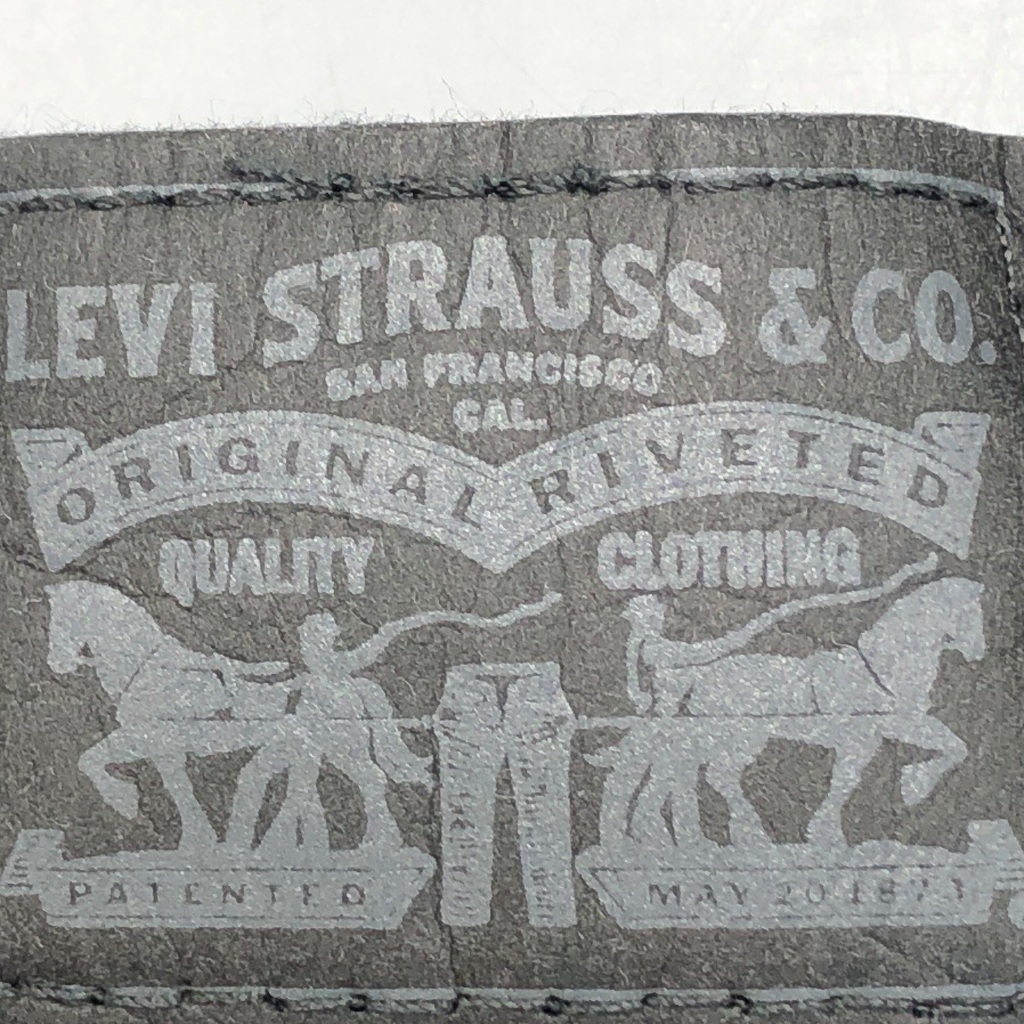 LEVI STRAUSS & CO.
SAN FRANCISCO
CAL.
ORIGINAL RIVETED
QUALITY CLOTHING
PATENTED MAY 20 1873